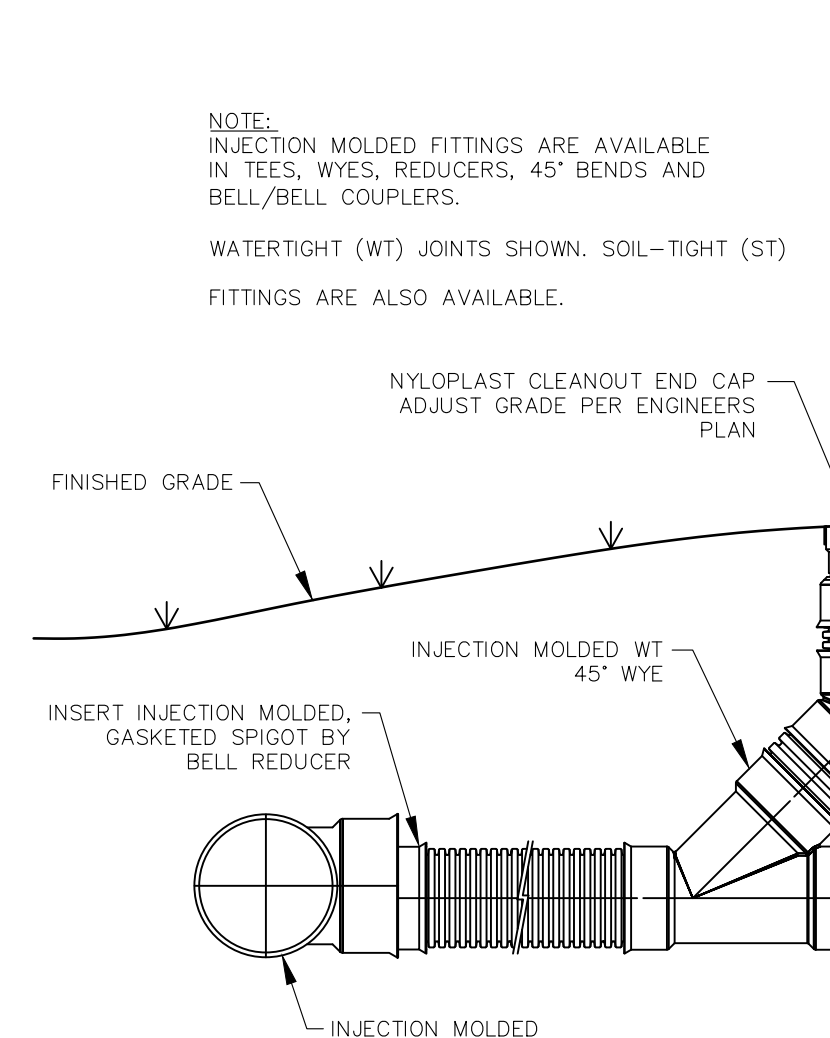 NOTE:
INJECTION MOLDED FITTINGS ARE AVAILABLE
IN TEES, WYES, REDUCERS, 45° BENDS AND
BELL/BELL COUPLERS.
WATERTIGHT (WT) JOINTS SHOWN. SOIL-TIGHT (ST)
FITTINGS ARE ALSO AVAILABLE.
NYLOPLAST CLEANOUT END CAP
ADJUST GRADE PER ENGINEERS
PLAN
FINISHED GRADE
INJECTION MOLDED WT
45° WYE
INSERT INJECTION MOLDED,
GASKETED SPIGOT BY
BELL REDUCER
INJECTION MOLDED